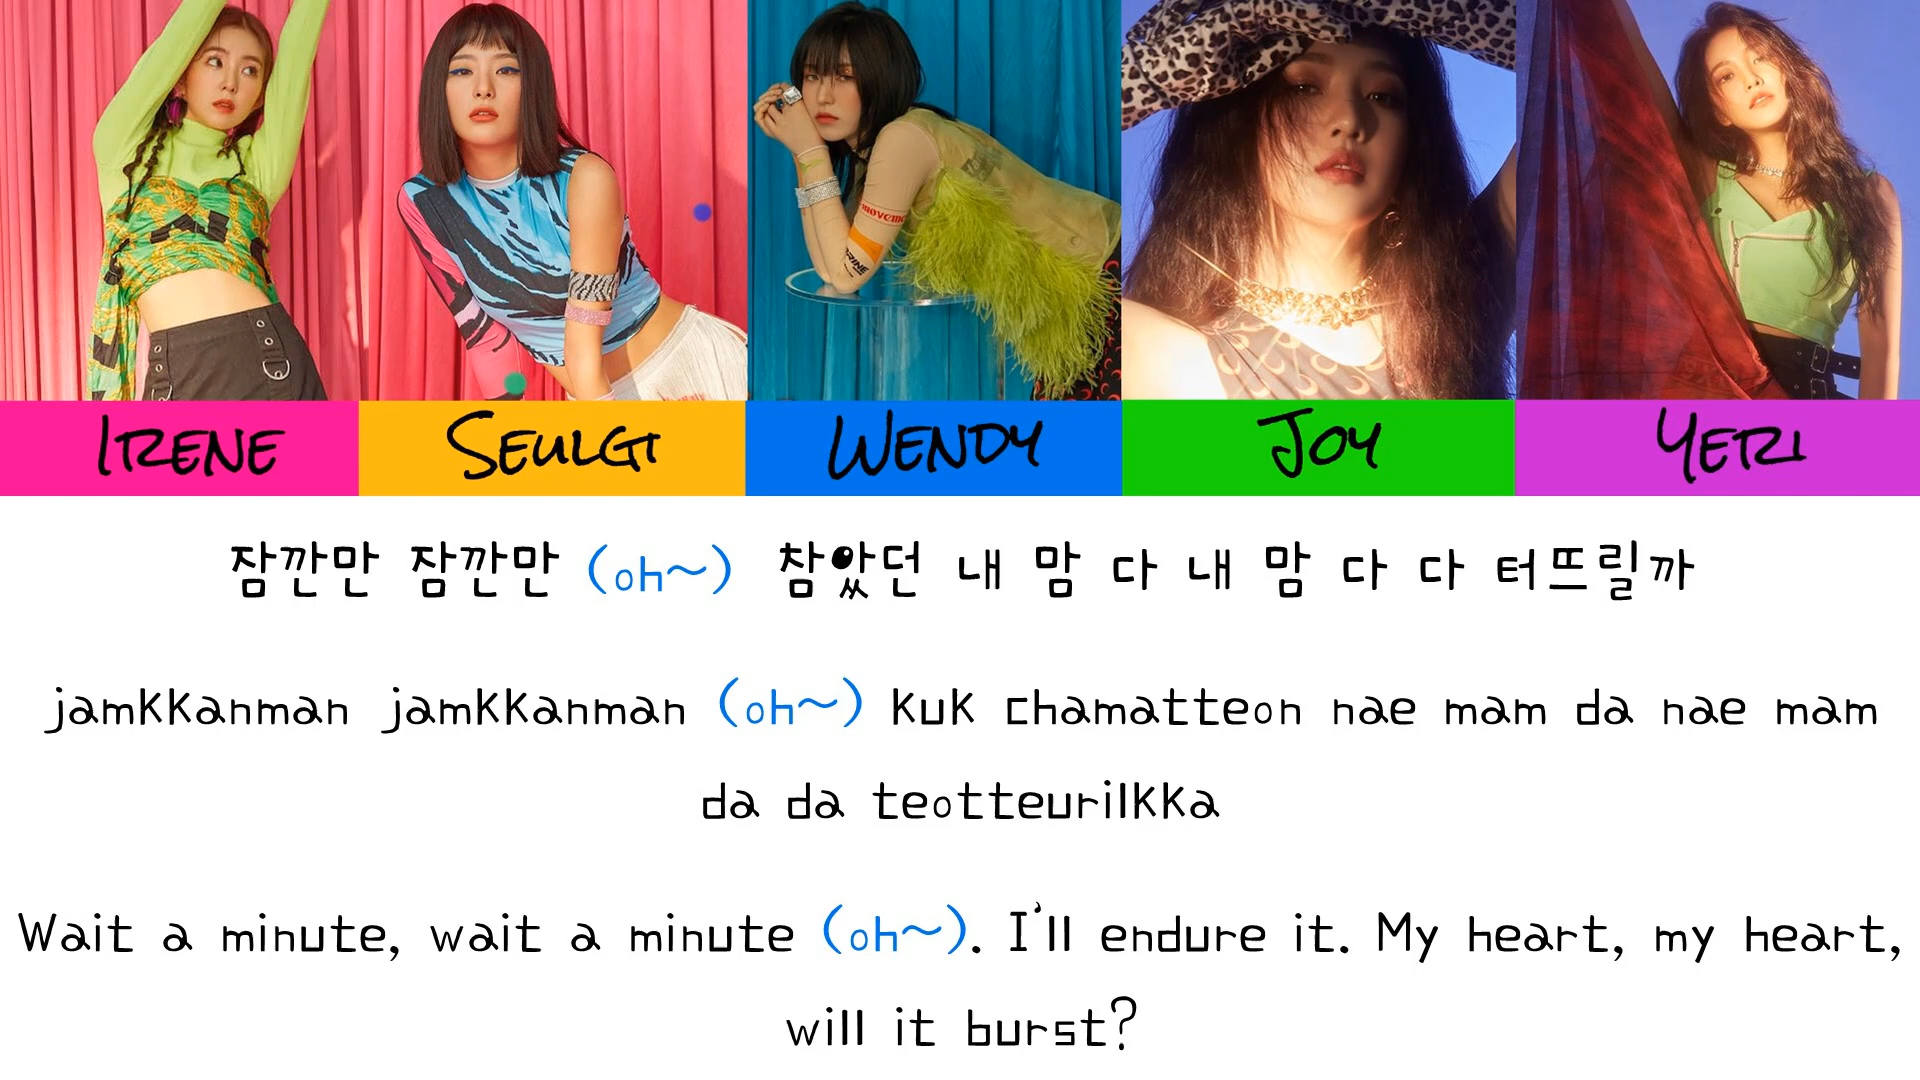 IRENE SEULGI WENDY JOY YERI
잠깐만 잠깐만 (oh~) 참았던 내 맘 다 내 맘 다 다 터뜨릴까
jamkkanman jamkkanman (oh~) kuk chamatteon nae mam da nae mam
da da teotteurilkka
Wait a minute, wait a minute (oh~). I'll endure it. My heart, my heart,
will it burst?